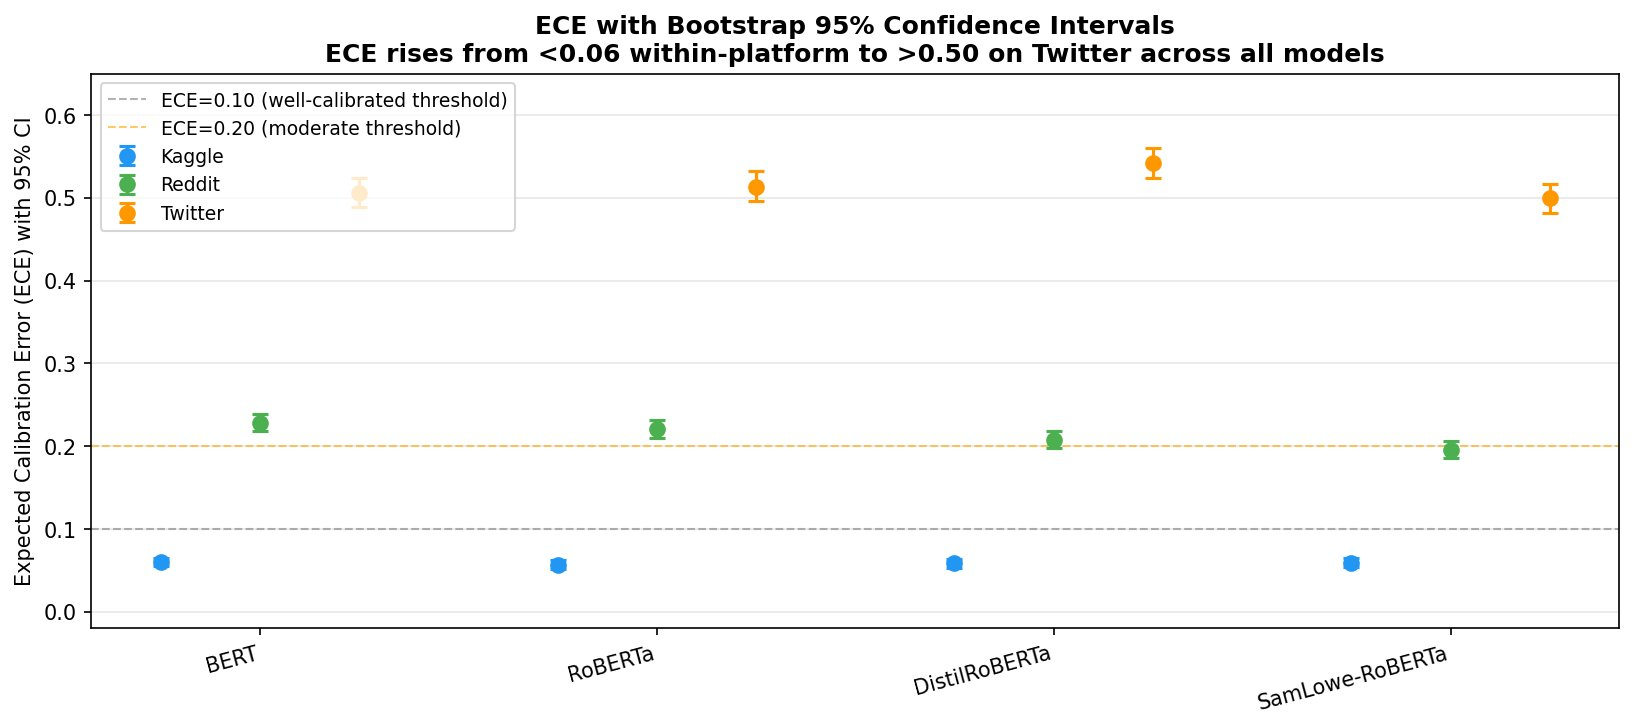 ECE with Bootstrap 95% Confidence Intervals
ECE rises from <0.06 within-platform to >0.50 on Twitter across all models
Expected Calibration Error (ECE) with 95% CI
0.6
0.5
0.4
0.3
0.2
0.1
0.0
ECE=0.10 (well-calibrated threshold)
ECE=0.20 (moderate threshold)
Kaggle
Reddit
Twitter
BERT
RoBERTa
DistilRoBERTa
SamLowe-RoBERTa